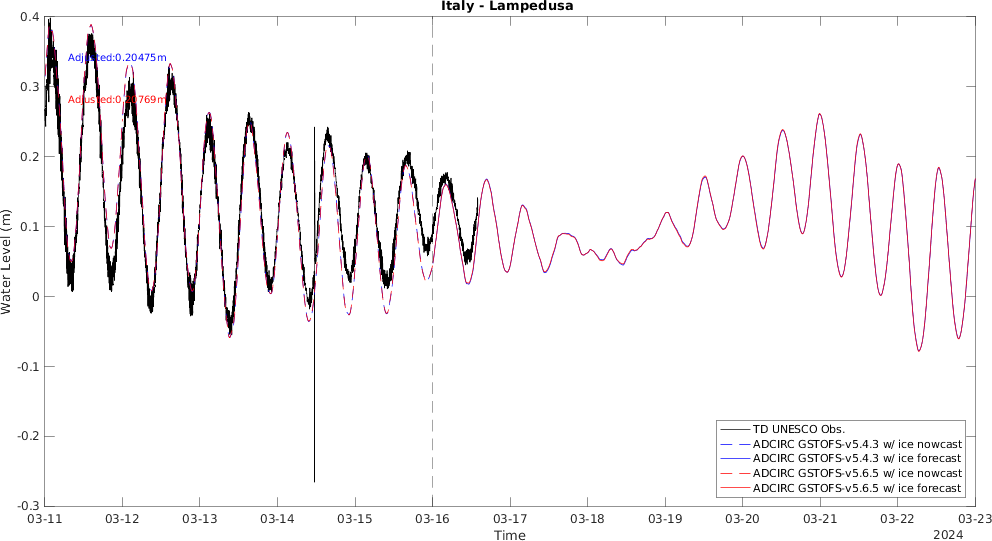 Italy - Lampedusa
0.4
0.3
0.2
0.1
0
-0.1
-0.2
-0.3
Water Level (m)
Adjusted:0.20475m
Adjusted:0.20769m
TD UNESCO Obs.
ADCIRC GSTOFS-v5.4.3 w/ ice nowcast
ADCIRC GSTOFS-v5.4.3 w/ ice forecast
ADCIRC GSTOFS-v5.6.5 w/ ice nowcast
ADCIRC GSTOFS-v5.6.5 w/ ice forecast
03-11 03-12 03-13 03-14 03-15 03-16 03-17 03-18 03-19 03-20 03-21 03-22 03-23
Time
2024